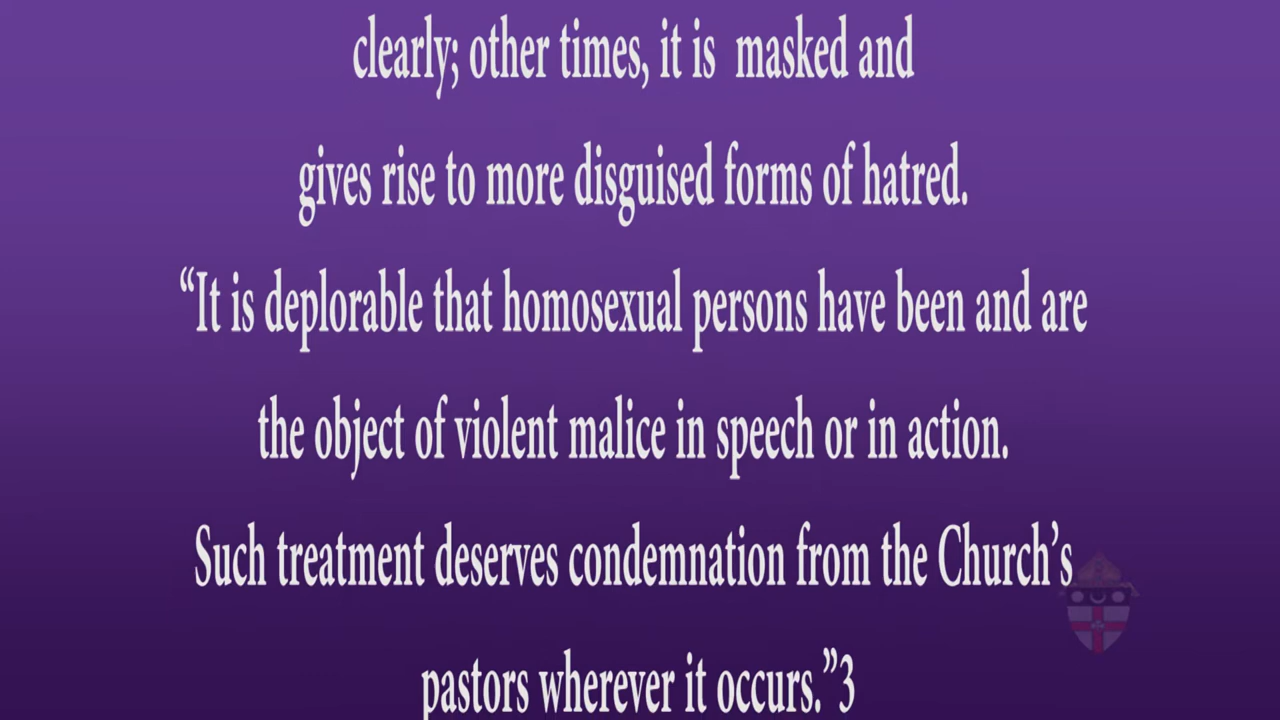 clearly; other times, it is masked and
gives rise to more disguised forms of hatred.
“It is deplorable that homosexual persons have been and are
the object of violent malice in speech or in action.
Such treatment deserves condemnation from the Church’s
pastors wherever it occurs.”3